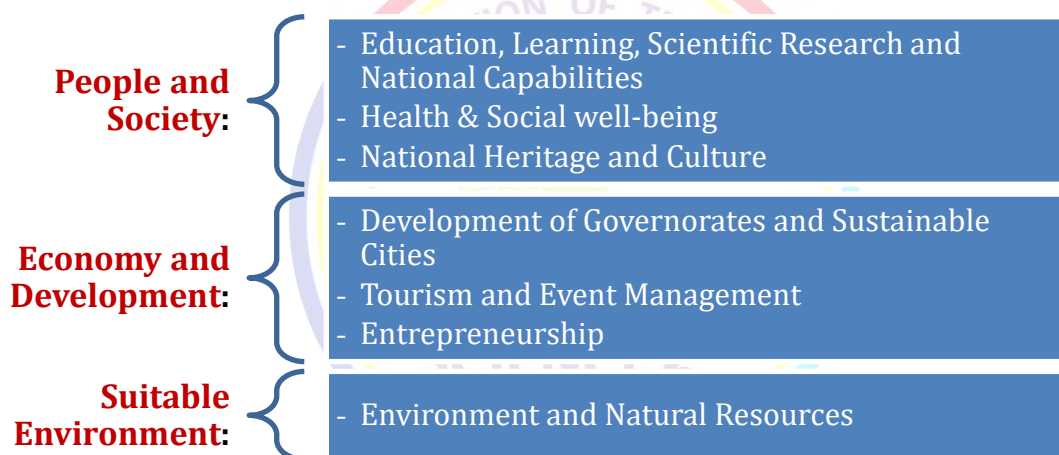 ION OF T
People and
Society:
- Education, Learning, Scientific Research and
National Capabilities
- Health & Social well-being
- National Heritage and Culture
Economy and
Development:
- Development of Governorates and Sustainable
Cities
- Tourism and Event Management
- Entrepreneurship
Suitable
Environment:
- Environment and Natural Resources